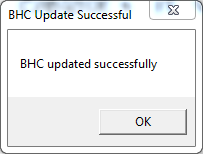 BHC Update Successful
BHC updated successfully
OK